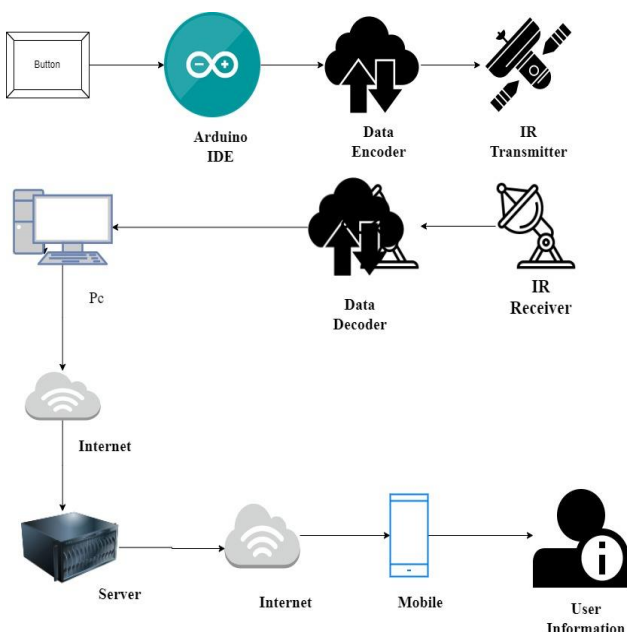 Button
Arduino
IDE
Data
Encoder
IR
Transmitter
Pc
Data
Decoder
IR
Receiver
Internet
Server
Internet
Mobile
User
Information